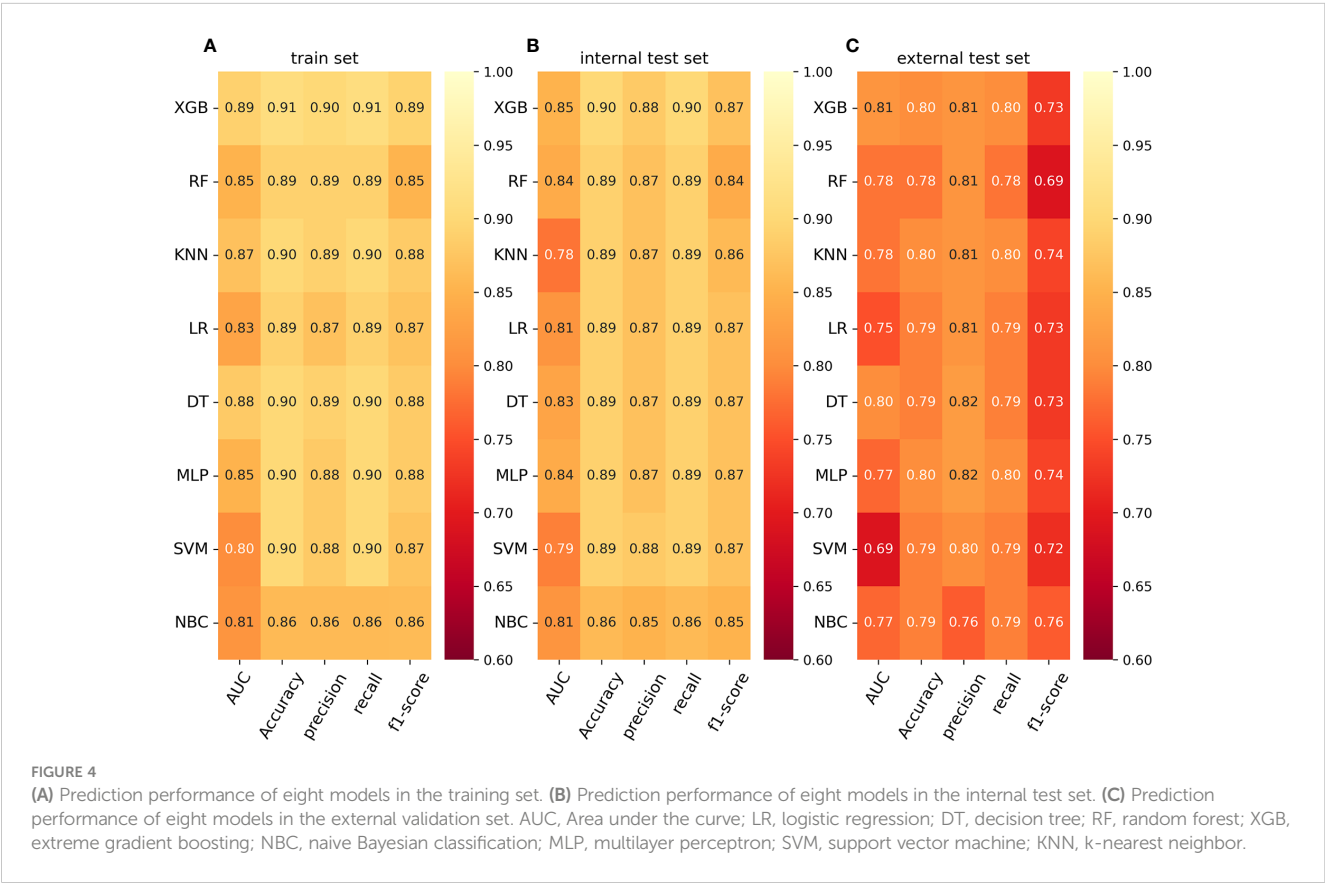 A
train set
XGB 0.89 0.91 0.90 0.91 0.89
RF 0.85 0.89 0.89 0.89 0.85
KNN 0.87 0.90 0.89 0.90 0.88
LR 0.83 0.89 0.87 0.89 0.87
DT 0.88 0.90 0.89 0.90 0.88
MLP 0.85 0.90 0.88 0.90 0.88
SVM 0.80 0.90 0.88 0.90 0.87
NBC 0.81 0.86 0.86 0.86 0.86
AUC Accuracy precision recall f1-score
1.00
0.95
0.90
0.85
0.80
0.75
0.70
0.65
0.60
B
internal test set
XGB 0.85 0.90 0.88 0.90 0.87
RF 0.84 0.89 0.87 0.89 0.84
KNN 0.78 0.89 0.87 0.89 0.86
LR 0.81 0.89 0.87 0.89 0.87
DT 0.83 0.89 0.87 0.89 0.87
MLP 0.84 0.89 0.87 0.89 0.87
SVM 0.79 0.89 0.88 0.89 0.87
NBC 0.81 0.86 0.85 0.86 0.85
AUC Accuracy precision recall f1-score
1.00
0.95
0.90
0.85
0.80
0.75
0.70
0.65
0.60
C
external test set
XGB 0.81 0.80 0.81 0.80 0.73
RF 0.78 0.78 0.81 0.78 0.69
KNN 0.78 0.80 0.81 0.80 0.74
LR 0.75 0.79 0.81 0.79 0.73
DT 0.80 0.79 0.82 0.79 0.73
MLP 0.77 0.80 0.82 0.80 0.74
SVM 0.69 0.79 0.80 0.79 0.72
NBC 0.77 0.79 0.76 0.79 0.76
AUC Accuracy precision recall f1-score
1.00
0.95
0.90
0.85
0.80
0.75
0.70
0.65
0.60
FIGURE 4
(A) Prediction performance of eight models in the training set. (B) Prediction performance of eight models in the internal test set. (C) Prediction
performance of eight models in the external validation set. AUC, Area under the curve; LR, logistic regression; DT, decision tree; RF, random forest; XGB,
extreme gradient boosting; NBC, naive Bayesian classification; MLP, multilayer perceptron; SVM, support vector machine; KNN, k-nearest neighbor.